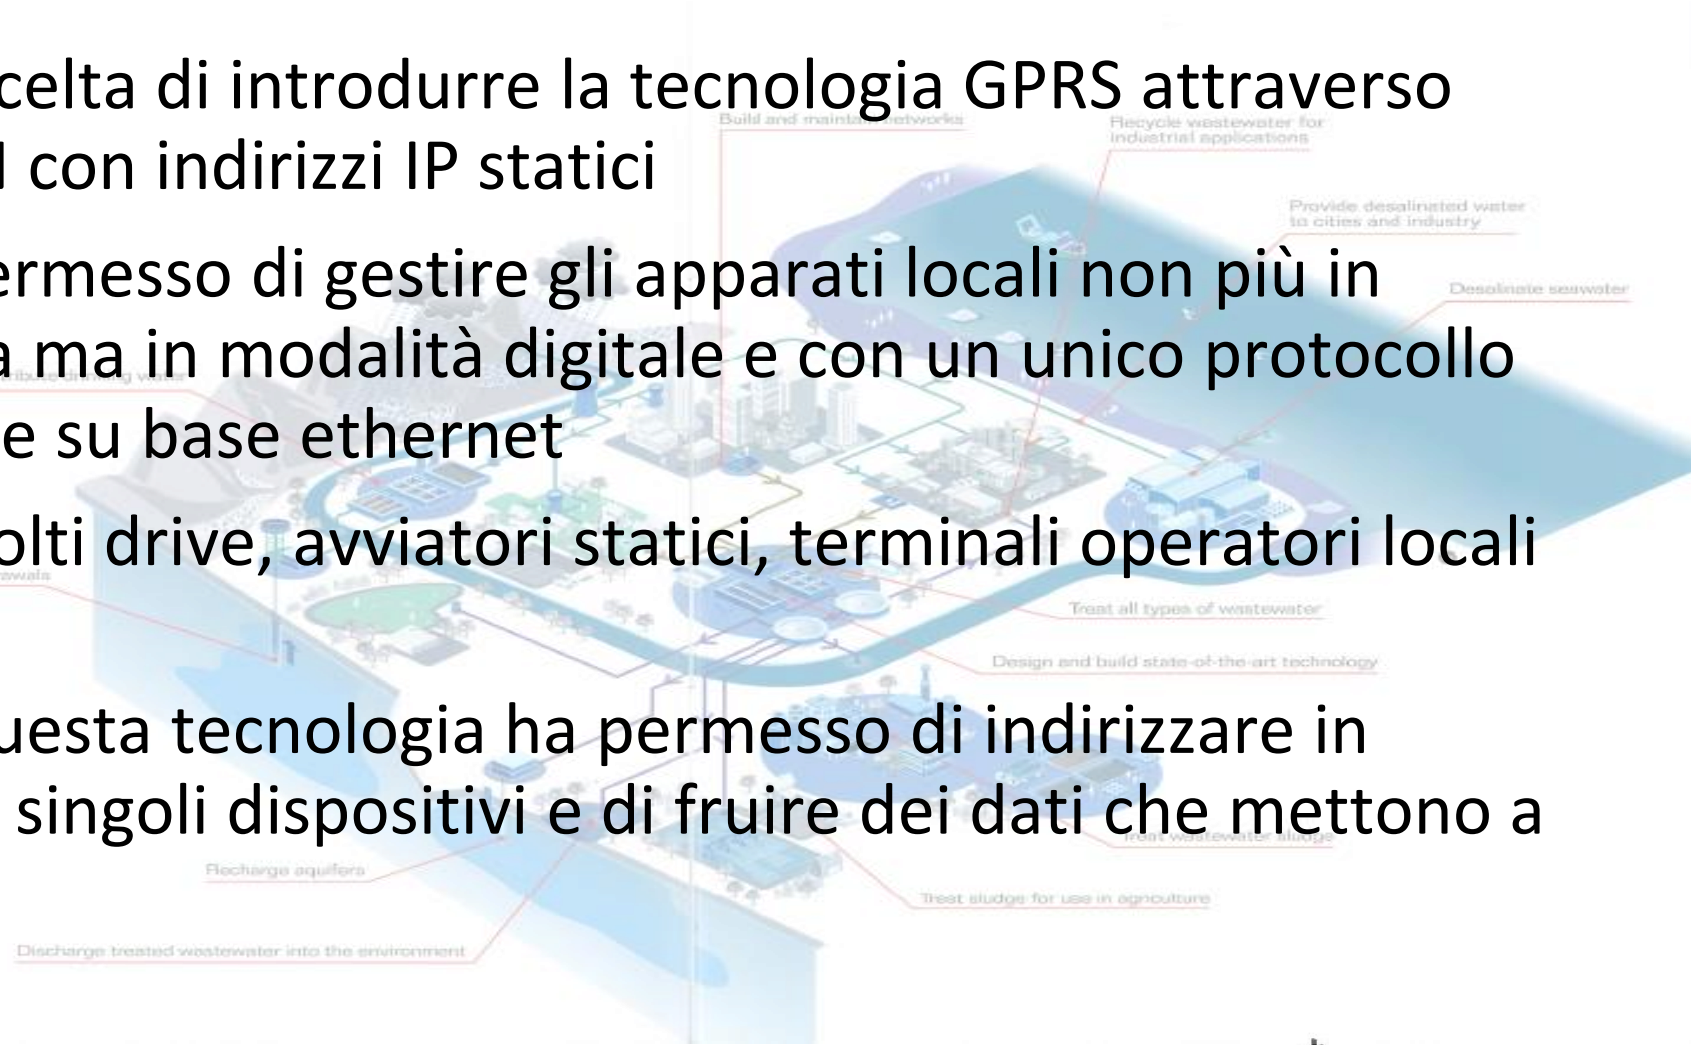 celta di introdurre la tecnologia GPRS attraverso
Build and maintain networks
Recycle wastewater for
industrial applications
con indirizzi IP statici
Provide desalinated water
to cities and industry
ermesso di gestire gli apparati locali non più in
Desalinate seawater
a ma in modalità digitale e con un unico protocollo
e su base ethernet
olti drive, avviatori statici, terminali operatori locali
Treat all types of wastewater
Design and build state-of-the-art technology
uesta tecnologia ha permesso di indirizzare in
singoli dispositivi e di fruire dei dati che mettono a
Treat wastewater sludge
Recharge aquifers
Treat sludge for use in agriculture
Discharge treated wastewater into the environment